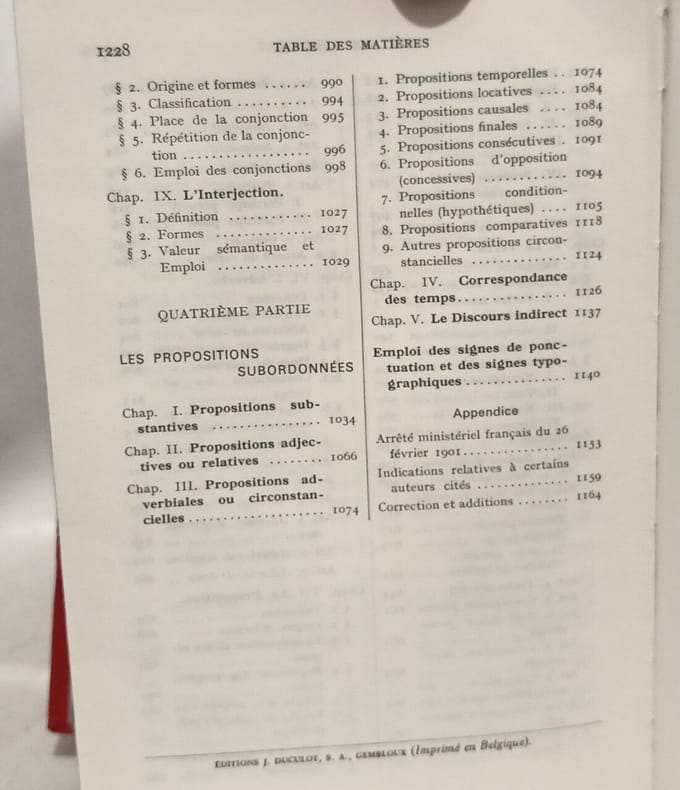 1228
TABLE DES MATIÈRES
§ 2. Origine et formes ...... 990
§ 3. Classification .......... 994
§ 4. Place de la conjonction 995
§ 5. Répétition de la conjonc-
tion .................. 996
§ 6. Emploi des conjonctions 998
Chap. IX. L'Interjection.
§ 1. Définition ............ 1027
§ 2. Formes .............. 1027
§ 3. Valeur sémantique et
Emploi .............. 1029
QUATRIÈME PARTIE
LES PROPOSITIONS
SUBORDONNÉES
Chap. I. Propositions sub-
stantives ................ 1034
Chap. II. Propositions adjec-
tives ou relatives ........ 1066
Chap. III. Propositions ad-
verbiales ou circonstan-
cielles .................... 1074
1. Propositions temporelles .. 1074
2. Propositions locatives .... 1084
3. Propositions causales .... 1084
4. Propositions finales ...... 1089
5. Propositions consécutives . 1091
6. Propositions d'opposition
(concessives) ............ 1094
7. Propositions condition-
nelles (hypothétiques) .... 1105
8. Propositions comparatives 1118
9. Autres propositions circon-
stancielles .............. 1124
Chap. IV. Correspondance
des temps................ 1126
Chap. V. Le Discours indirect 1137
Emploi des signes de ponc-
tuation et des signes typo-
graphiques ............... 1140
Appendice
Arrêté ministériel français du 26
février 1901................ 1153
Indications relatives à certains
auteurs cités .............. 1159
Correction et additions ........ 1164
ÉDITIONS J. DUCULOT, S. A., GEMBLOUX (Imprimé en Belgique).